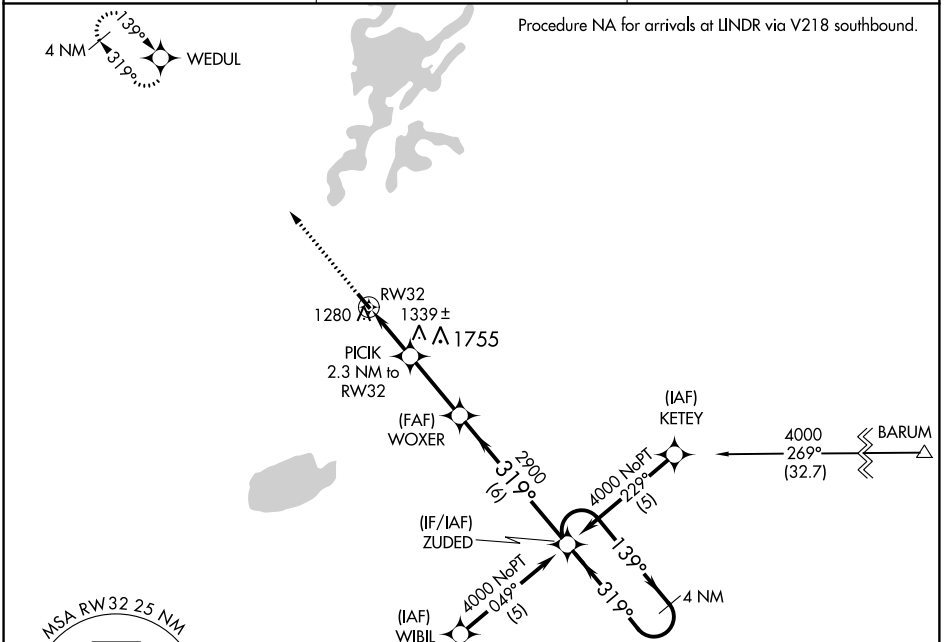 Procedure NA for arrivals at LINDR via V218 southbound.
139°
4 NM
319°
WEDUL
RW32
1280
1339 ±
1755
PICIK
2.3 NM to
RW32
(FAF)
WOXER
2900
319°
(6)
(IAF)
KETEY
4000
269°
(32.7)
BARUM
4000 NoPT
229°
(5)
(IF/IAF)
ZUDED
139°
319°
4 NM
4000 NoPT
049°
(5)
(IAF)
WIBIL
MSA RW32 25 NM